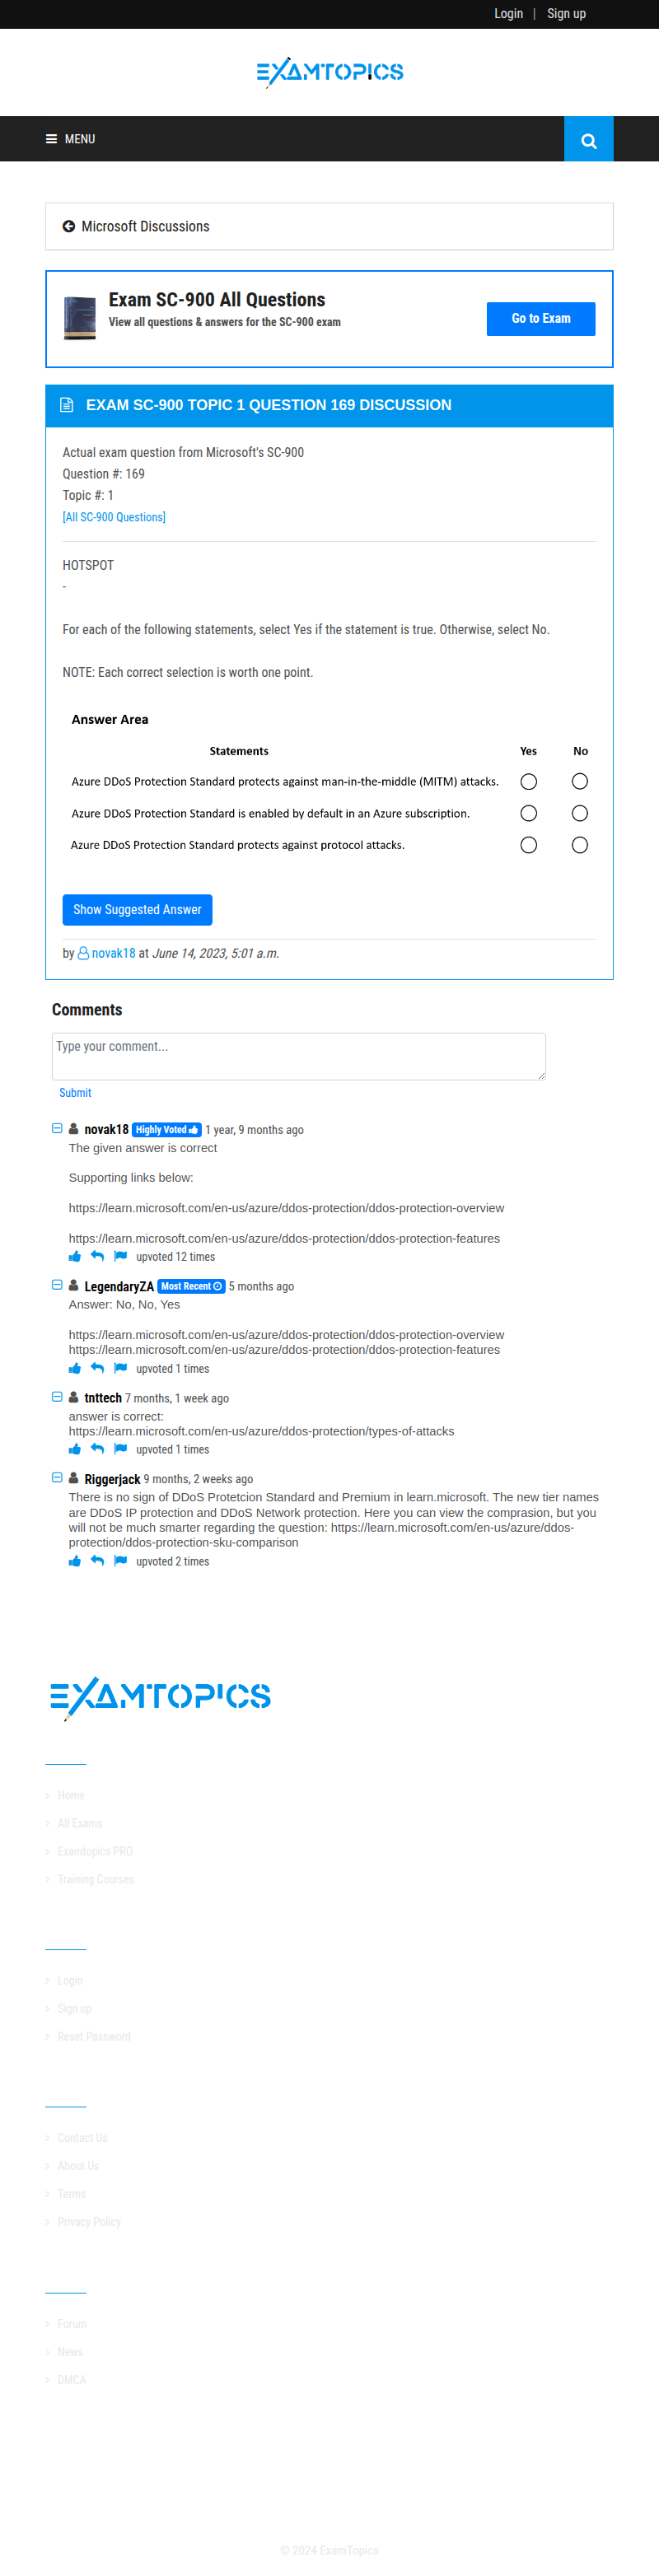 Login | Sign up
EXAMTOPICS
MENU
Microsoft Discussions
Exam SC-900 All Questions
View all questions & answers for the SC-900 exam
Go to Exam
EXAM SC-900 TOPIC 1 QUESTION 169 DISCUSSION
Actual exam question from Microsoft's SC-900
Question #: 169
Topic #: 1
[All SC-900 Questions]
HOTSPOT
-
For each of the following statements, select Yes if the statement is true. Otherwise, select No.
NOTE: Each correct selection is worth one point.
Answer Area
Statements Yes No
Azure DDoS Protection Standard protects against man-in-the-middle (MITM) attacks.
Azure DDoS Protection Standard is enabled by default in an Azure subscription.
Azure DDoS Protection Standard protects against protocol attacks.
Show Suggested Answer
by novak18 at June 14, 2023, 5:01 a.m.
Comments
Type your comment...
Submit
novak18 Highly Voted 1 year, 9 months ago
The given answer is correct
Supporting links below:
https://learn.microsoft.com/en-us/azure/ddos-protection/ddos-protection-overview
https://learn.microsoft.com/en-us/azure/ddos-protection/ddos-protection-features
upvoted 12 times
LegendaryZA Most Recent 5 months ago
Answer: No, No, Yes
https://learn.microsoft.com/en-us/azure/ddos-protection/ddos-protection-overview
https://learn.microsoft.com/en-us/azure/ddos-protection/ddos-protection-features
upvoted 1 times
tnttech 7 months, 1 week ago
answer is correct:
https://learn.microsoft.com/en-us/azure/ddos-protection/types-of-attacks
upvoted 1 times
Riggerjack 9 months, 2 weeks ago
There is no sign of DDoS Protetcion Standard and Premium in learn.microsoft. The new tier names
are DDoS IP protection and DDoS Network protection. Here you can view the comprasion, but you
will not be much smarter regarding the question: https://learn.microsoft.com/en-us/azure/ddos-
protection/ddos-protection-sku-comparison
upvoted 2 times
EXAMTOPICS
Home
All Exams
Examtopics PRO
Training Courses
Login
Sign up
Reset Password
Contact Us
About Us
Terms
Privacy Policy
Forum
News
DMCA
© 2024 ExamTopics